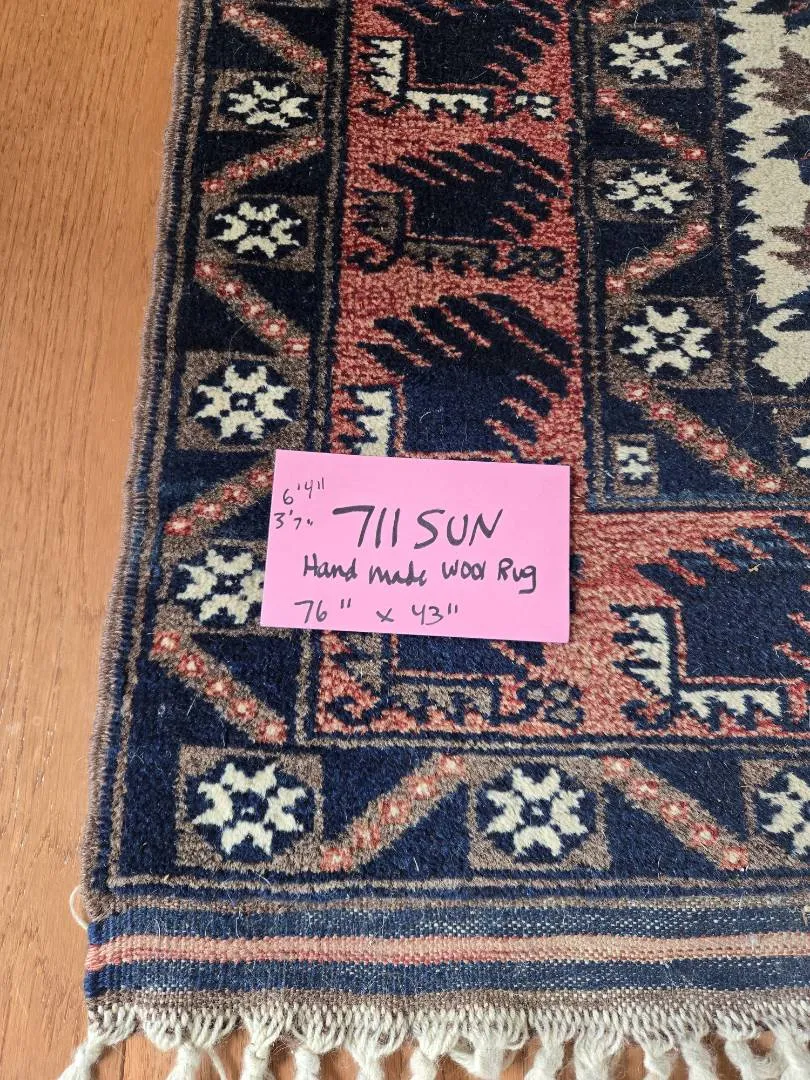 6'4"
3'7"
711 SUN
Hand made Wool Rug
76" x 43"